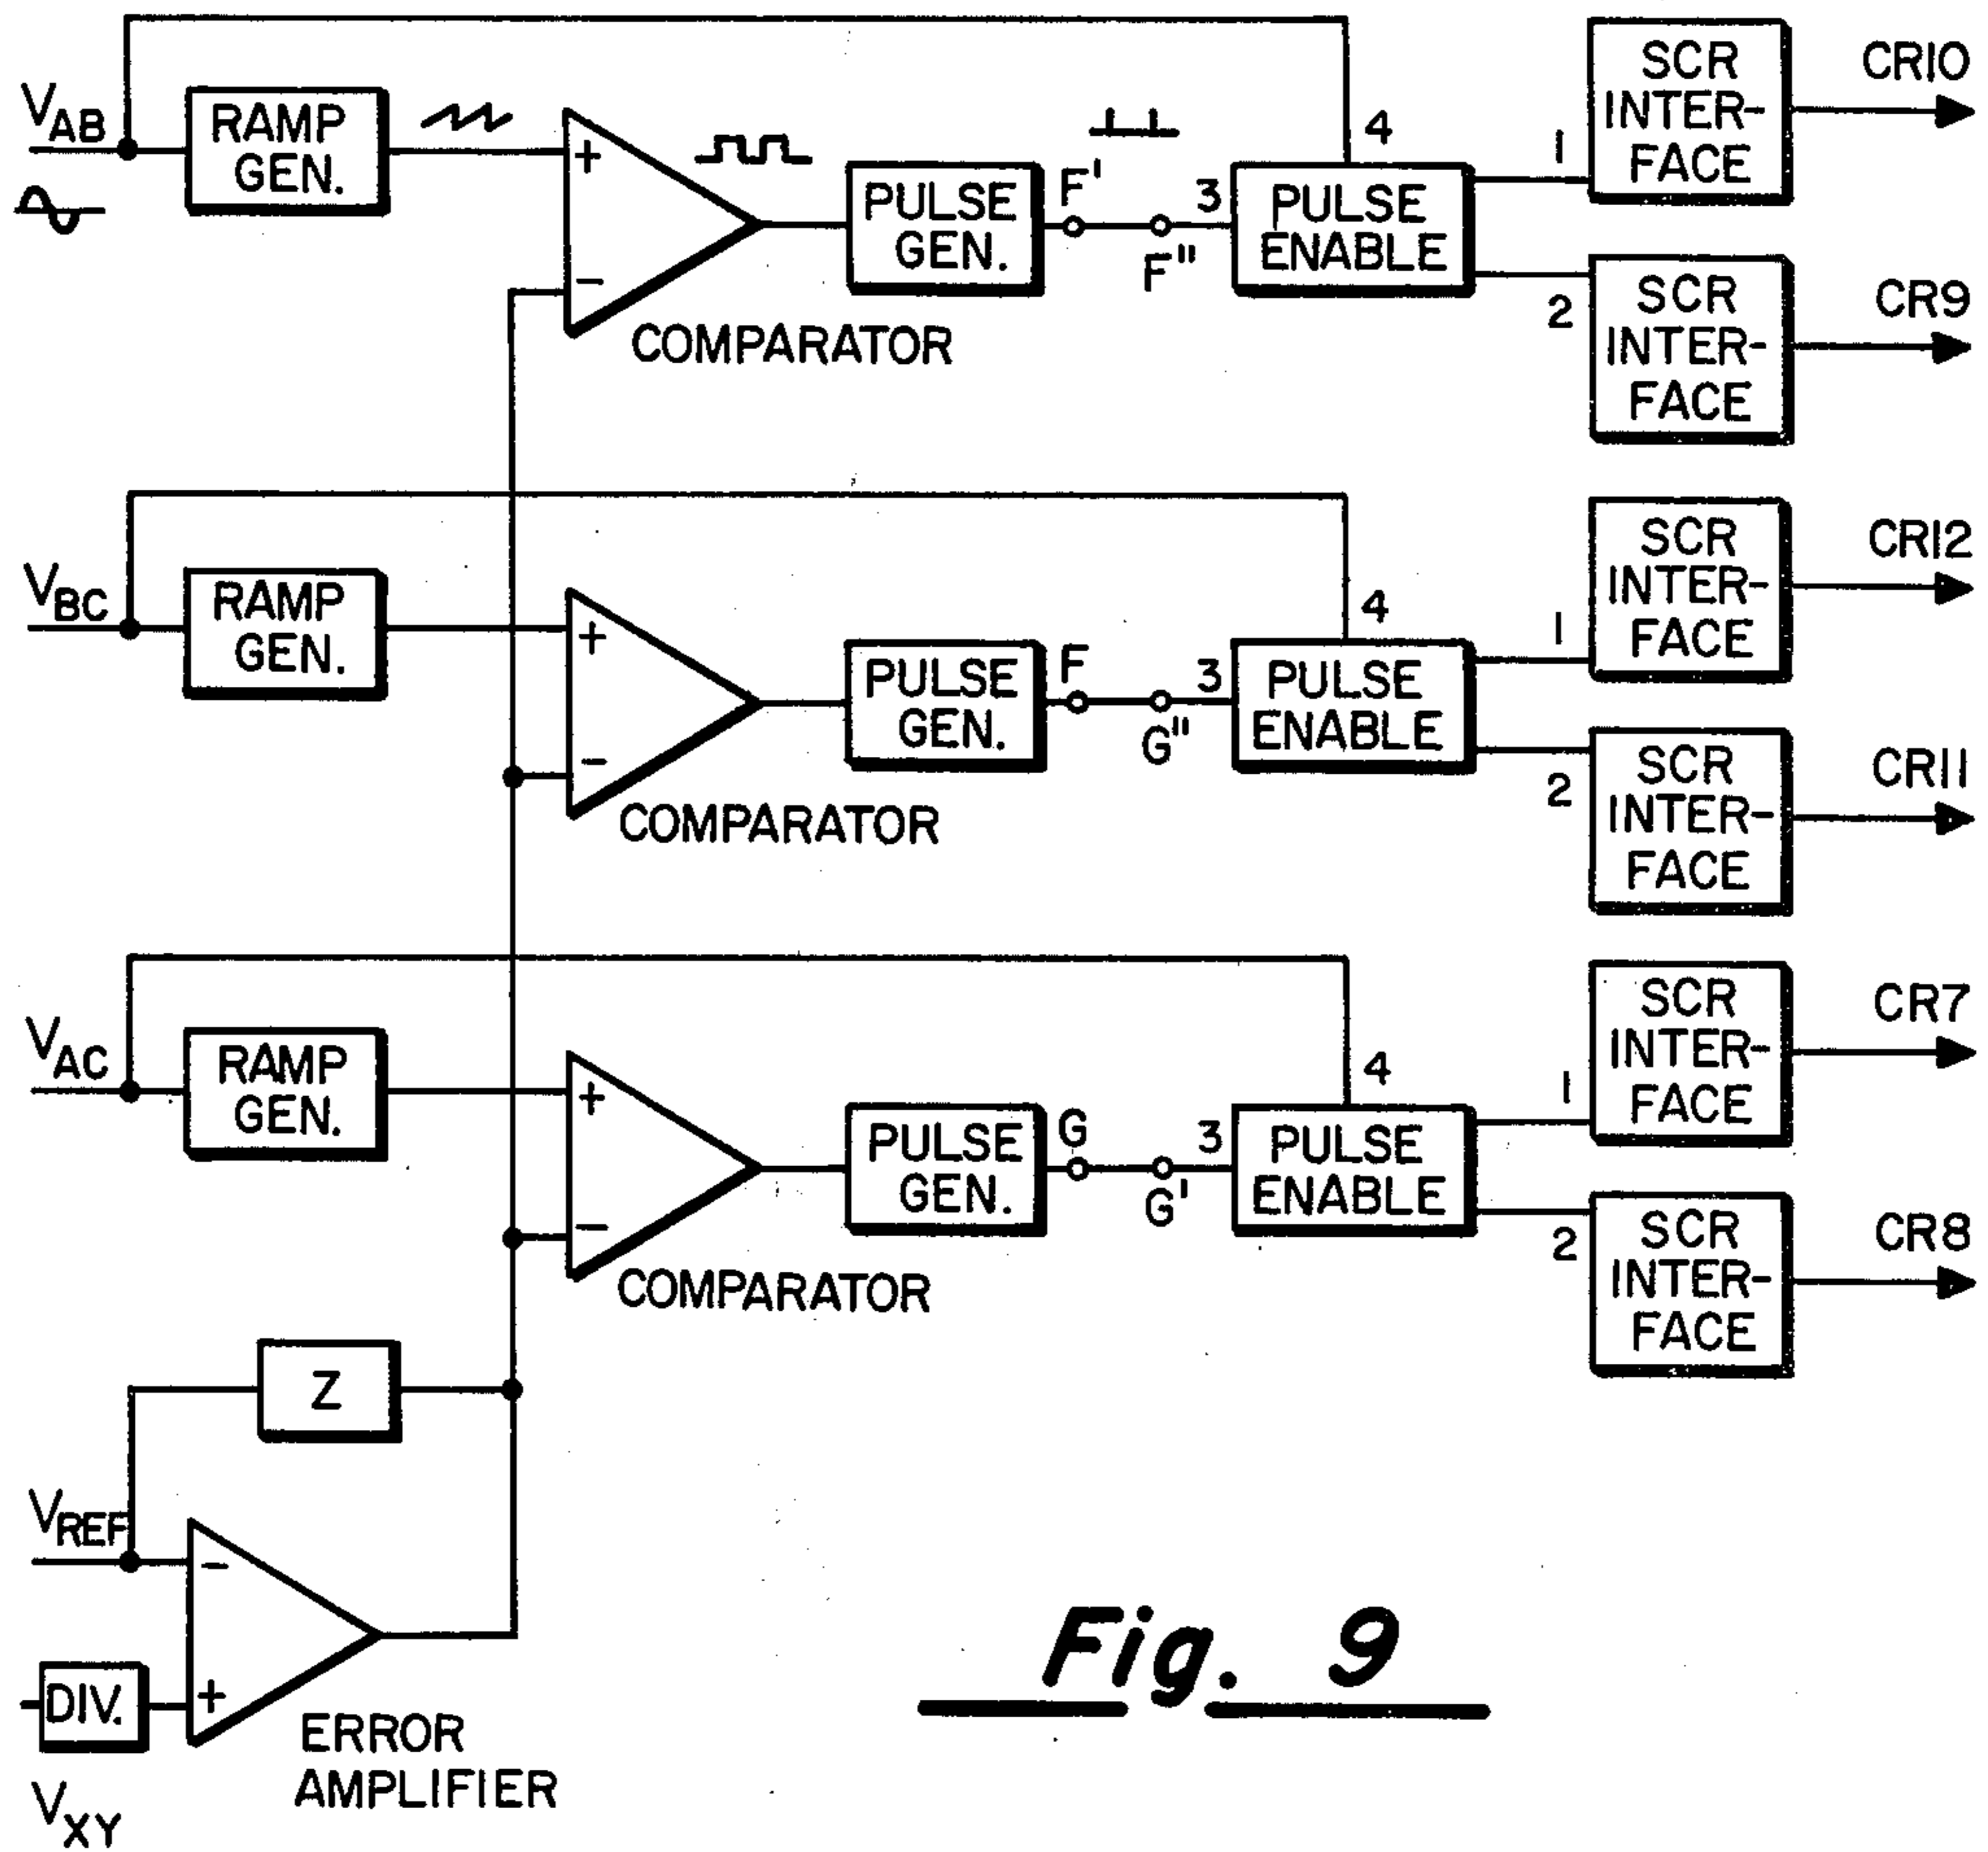 V_AB
RAMP
GEN.
+
−
COMPARATOR
PULSE
GEN.
F'
F"
3
4
PULSE
ENABLE
1
2
SCR
INTER-
FACE
CR10
SCR
INTER-
FACE
CR9
V_BC
RAMP
GEN.
+
−
COMPARATOR
PULSE
GEN.
F
G"
3
4
PULSE
ENABLE
1
2
SCR
INTER-
FACE
CR12
SCR
INTER-
FACE
CR11
V_AC
RAMP
GEN.
+
−
COMPARATOR
PULSE
GEN.
G
G'
3
4
PULSE
ENABLE
1
2
SCR
INTER-
FACE
CR7
SCR
INTER-
FACE
CR8
Z
V_REF
−
+
DIV.
V_XY
ERROR
AMPLIFIER
Fig. 9